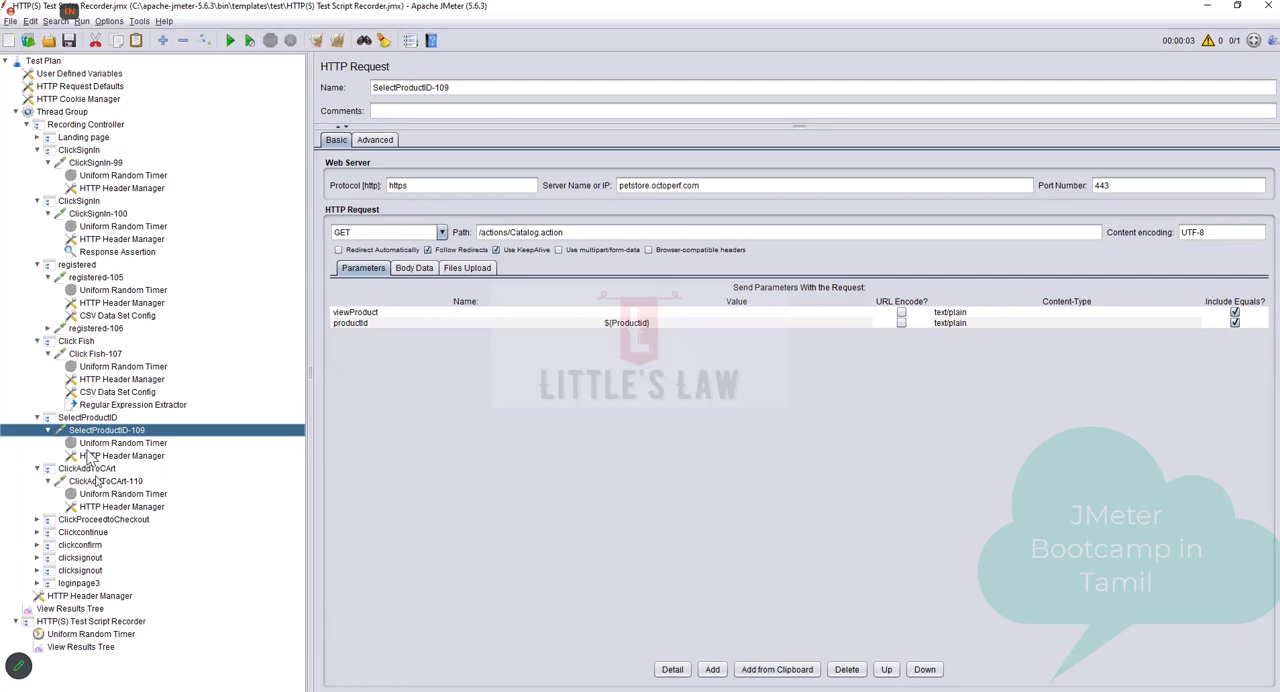 HTTP(S) Test Script Recorder.jmx (C:\apache-jmeter-5.6.3\bin\templates\test\HTTP(S) Test Script Recorder.jmx) - Apache JMeter (5.6.3)
EN
File Edit Search Run Options Tools Help
00:00:03 0 0/1
Test Plan
User Defined Variables
HTTP Request Defaults
HTTP Cookie Manager
Thread Group
Recording Controller
Landing page
ClickSignIn
ClickSignIn-99
Uniform Random Timer
HTTP Header Manager
ClickSignIn
ClickSignIn-100
Uniform Random Timer
HTTP Header Manager
Response Assertion
registered
registered-105
Uniform Random Timer
HTTP Header Manager
CSV Data Set Config
registered-106
Click Fish
Click Fish-107
Uniform Random Timer
HTTP Header Manager
CSV Data Set Config
Regular Expression Extractor
SelectProductID
SelectProductID-109
Uniform Random Timer
HTTP Header Manager
ClickAddToCArt
ClickAddToCArt-110
Uniform Random Timer
HTTP Header Manager
ClickProceedtoCheckout
Clickcontinue
clickconfirm
clicksignout
clicksignout
loginpage3
HTTP Header Manager
View Results Tree
HTTP(S) Test Script Recorder
Uniform Random Timer
View Results Tree
HTTP Request
Name: SelectProductID-109
Comments:
Basic Advanced
Web Server
Protocol [http]: https Server Name or IP: petstore.octoperf.com Port Number: 443
HTTP Request
GET Path: /actions/Catalog.action Content encoding: UTF-8
Redirect Automatically Follow Redirects Use KeepAlive Use multipart/form-data Browser-compatible headers
Parameters Body Data Files Upload
Send Parameters With the Request:
Name: Value URL Encode? Content-Type Include Equals?
viewProduct text/plain
productId ${Productid} text/plain
L
LITTLE'S LAW
JMeter
Bootcamp in
Tamil
Detail Add Add from Clipboard Delete Up Down